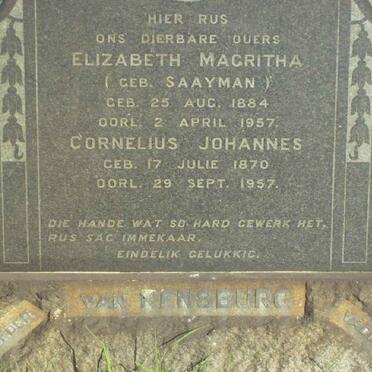 HIER RUS
ONS DIERBARE OUERS
ELIZABETH MAGRITHA
( GEB. SAAYMAN )
GEB. 25 AUG. 1884
OORL. 2 APRIL 1957.
CORNELIUS JOHANNES
GEB. 17 JULIE 1870
OORL. 29 SEPT. 1957.
DIE HANDE WAT SO HARD GEWERK HET,
RUS SAG IMMEKAAR.
EINDELIK GELUKKIG.
VAN RENSBURG